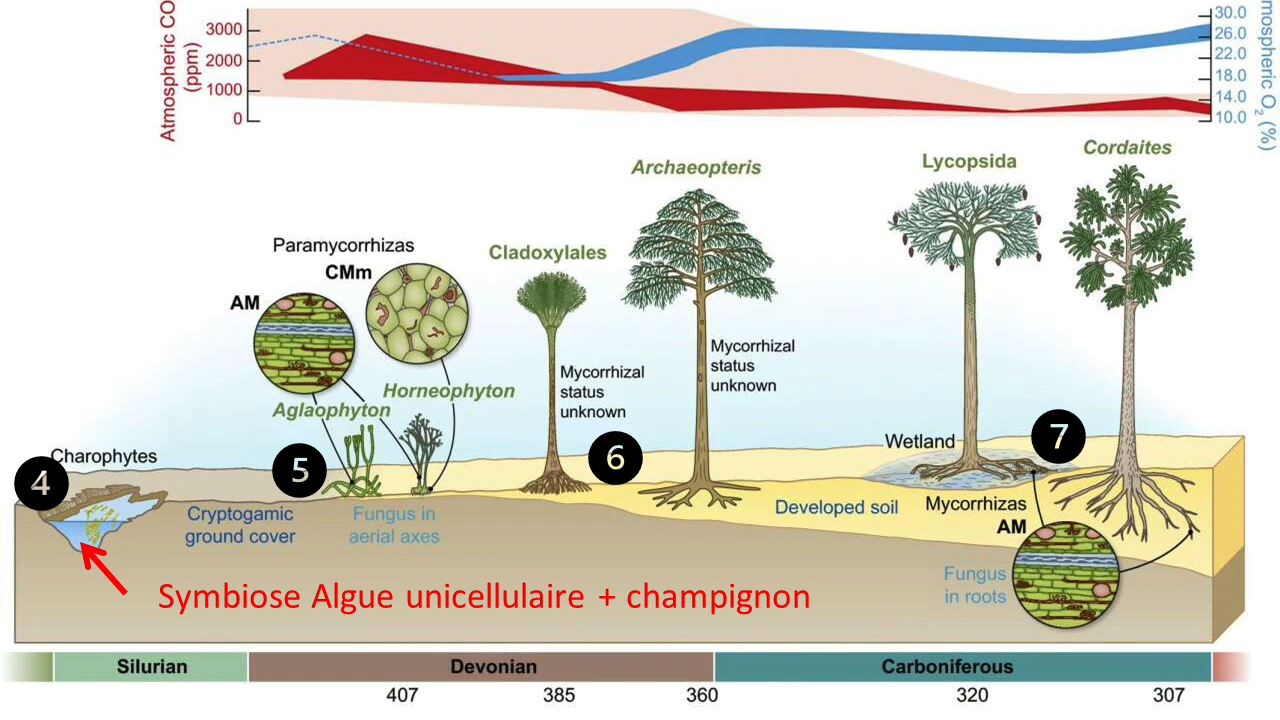 Atmospheric CO
(ppm)
3000
2000
1000
0
30.0
26.0
22.0
18.0
14.0
10.0
mospheric O2 (%)
Cordaites
Lycopsida
Archaeopteris
Paramycorrhizas
CMm
AM
Cladoxylales
Mycorrhizal
status
unknown
Mycorrhizal
status
unknown
Horneophyton
Aglaophyton
Charophytes
4
5
6
7
Wetland
Cryptogamic
ground cover
Fungus in
aerial axes
Developed soil
Mycorrhizas
AM
Fungus
in roots
Symbiose Algue unicellulaire + champignon
Silurian
Devonian
Carboniferous
407
385
360
320
307